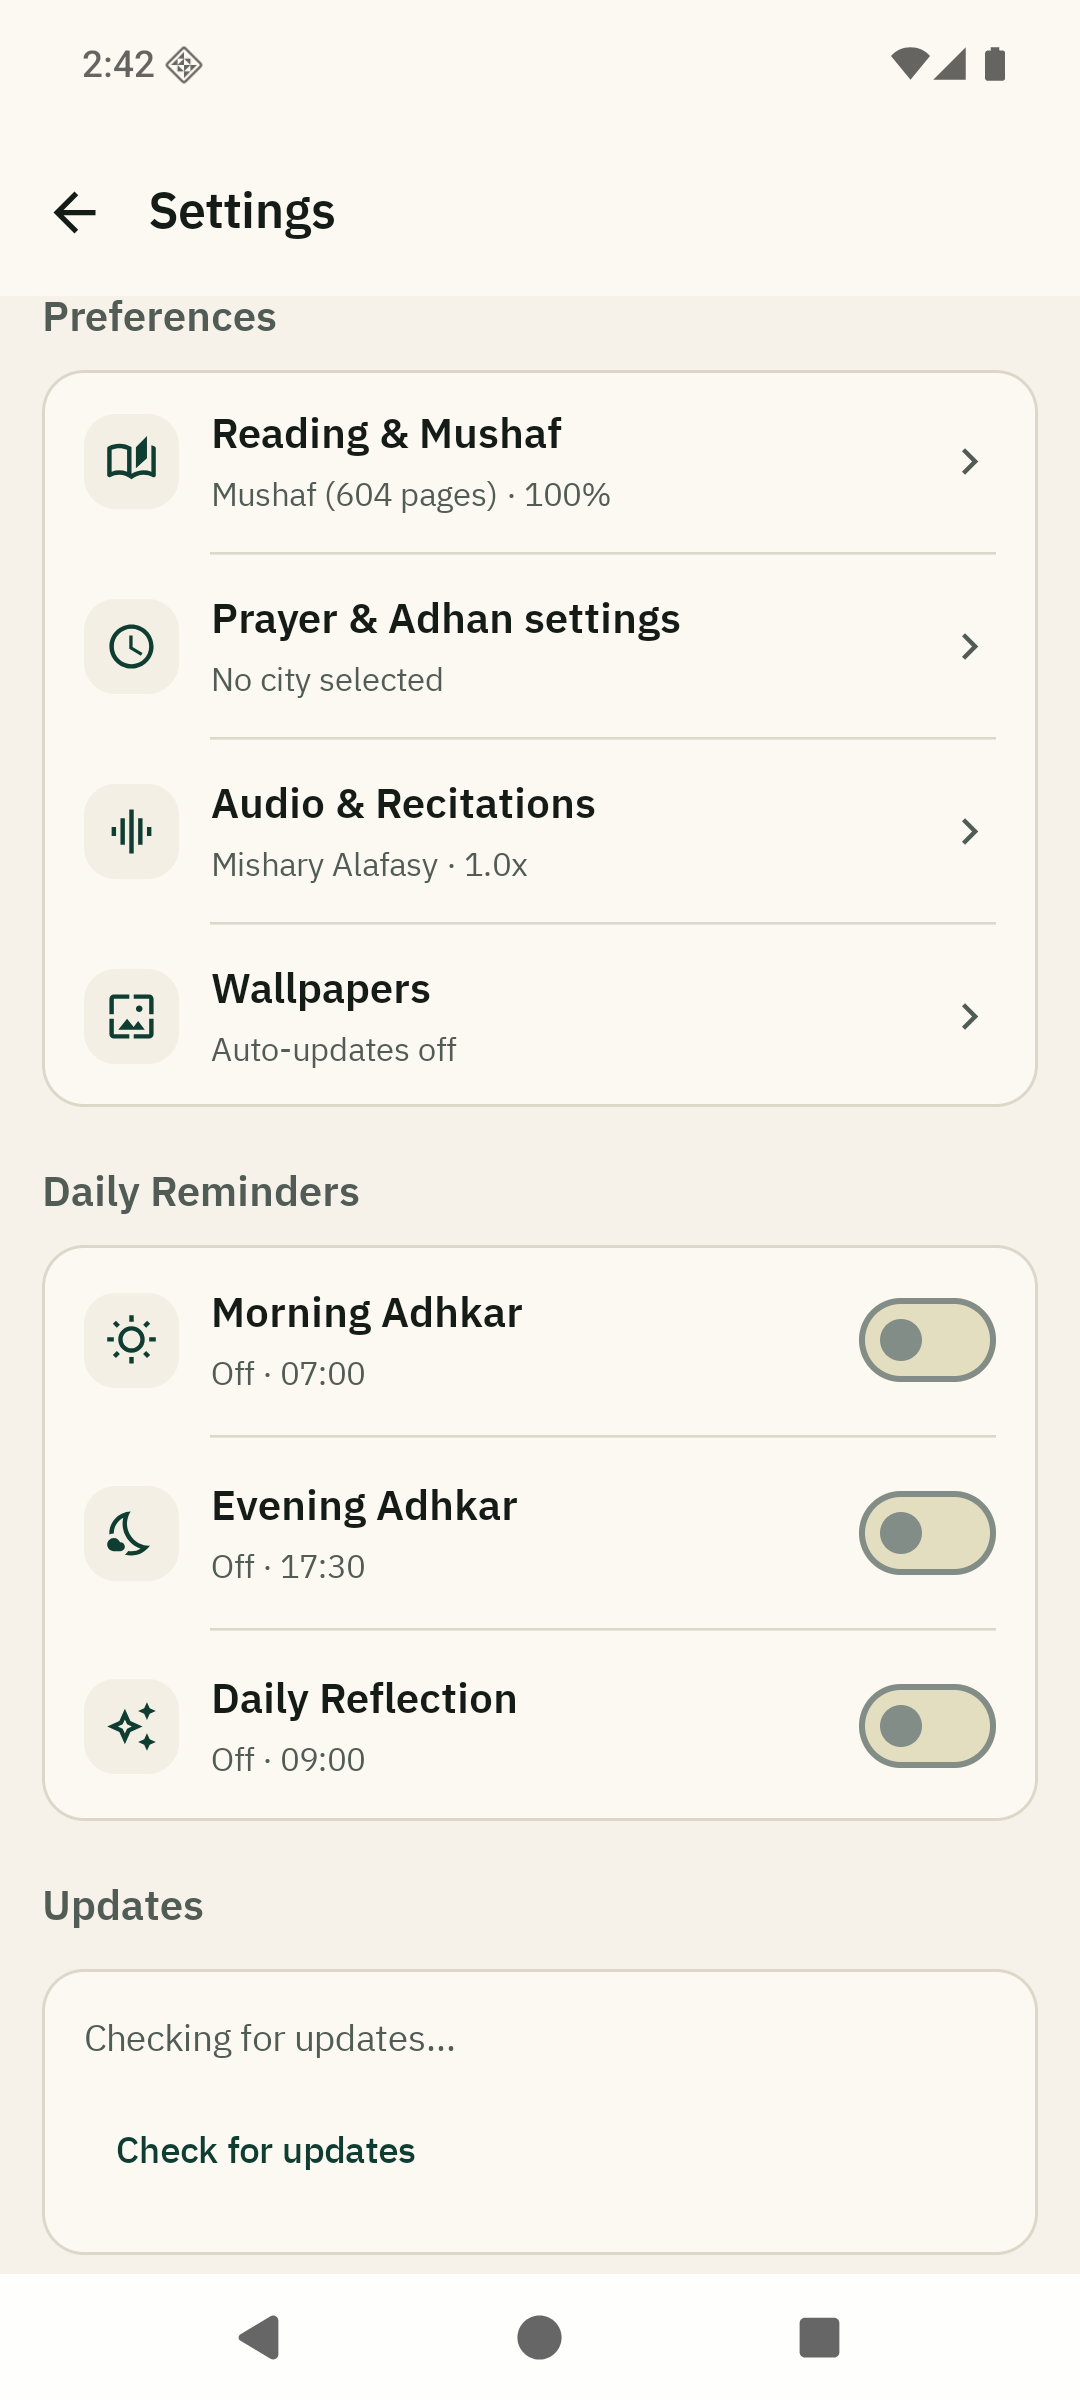 2:42
Settings
Preferences
Reading & Mushaf
Mushaf (604 pages) · 100%
Prayer & Adhan settings
No city selected
Audio & Recitations
Mishary Alafasy · 1.0x
Wallpapers
Auto-updates off
Daily Reminders
Morning Adhkar
Off · 07:00
Evening Adhkar
Off · 17:30
Daily Reflection
Off · 09:00
Updates
Checking for updates...
Check for updates